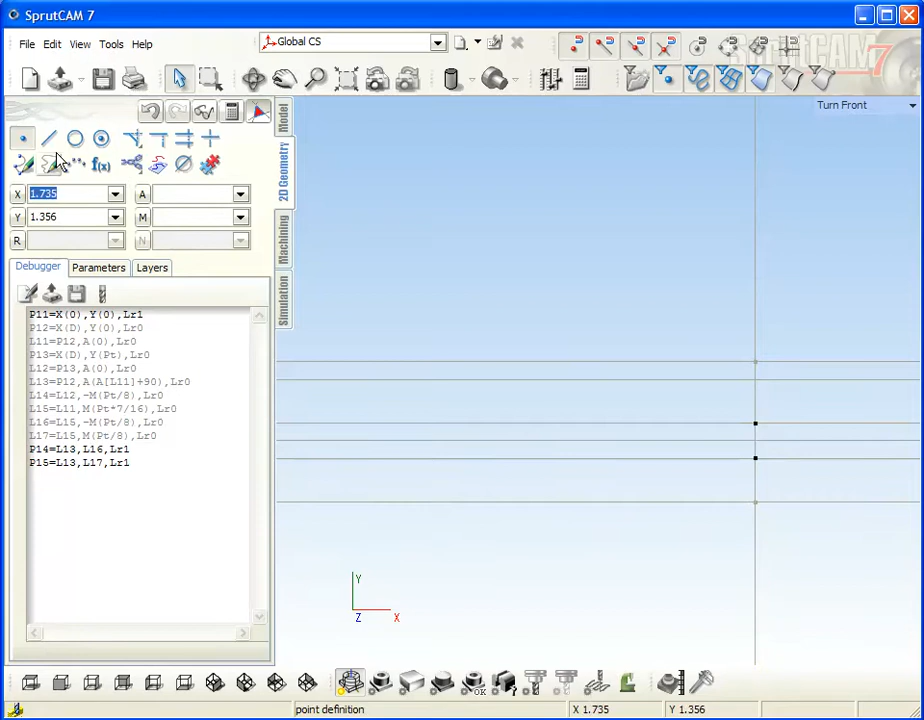 SprutCAM 7
File Edit View Tools Help
Global CS
SprutCAM 7
Turn Front
Model
2D Geometry
Machining
Simulation
f(x)
X 1.735 A
Y 1.356 M
R N
Debugger Parameters Layers
P11=X(0),Y(0),Lr1
P12=X(D),Y(0),Lr0
L11=P12,A(0),Lr0
P13=X(D),Y(Pt),Lr0
L12=P13,A(0),Lr0
L13=P12,A(A[L11]+90),Lr0
L14=L12,-M(Pt/8),Lr0
L15=L11,M(Pt*7/16),Lr0
L16=L15,-M(Pt/8),Lr0
L17=L15,M(Pt/8),Lr0
P14=L13,L16,Lr1
P15=L13,L17,Lr1
Y
Z
X
OK
point definition X 1.735 Y 1.356